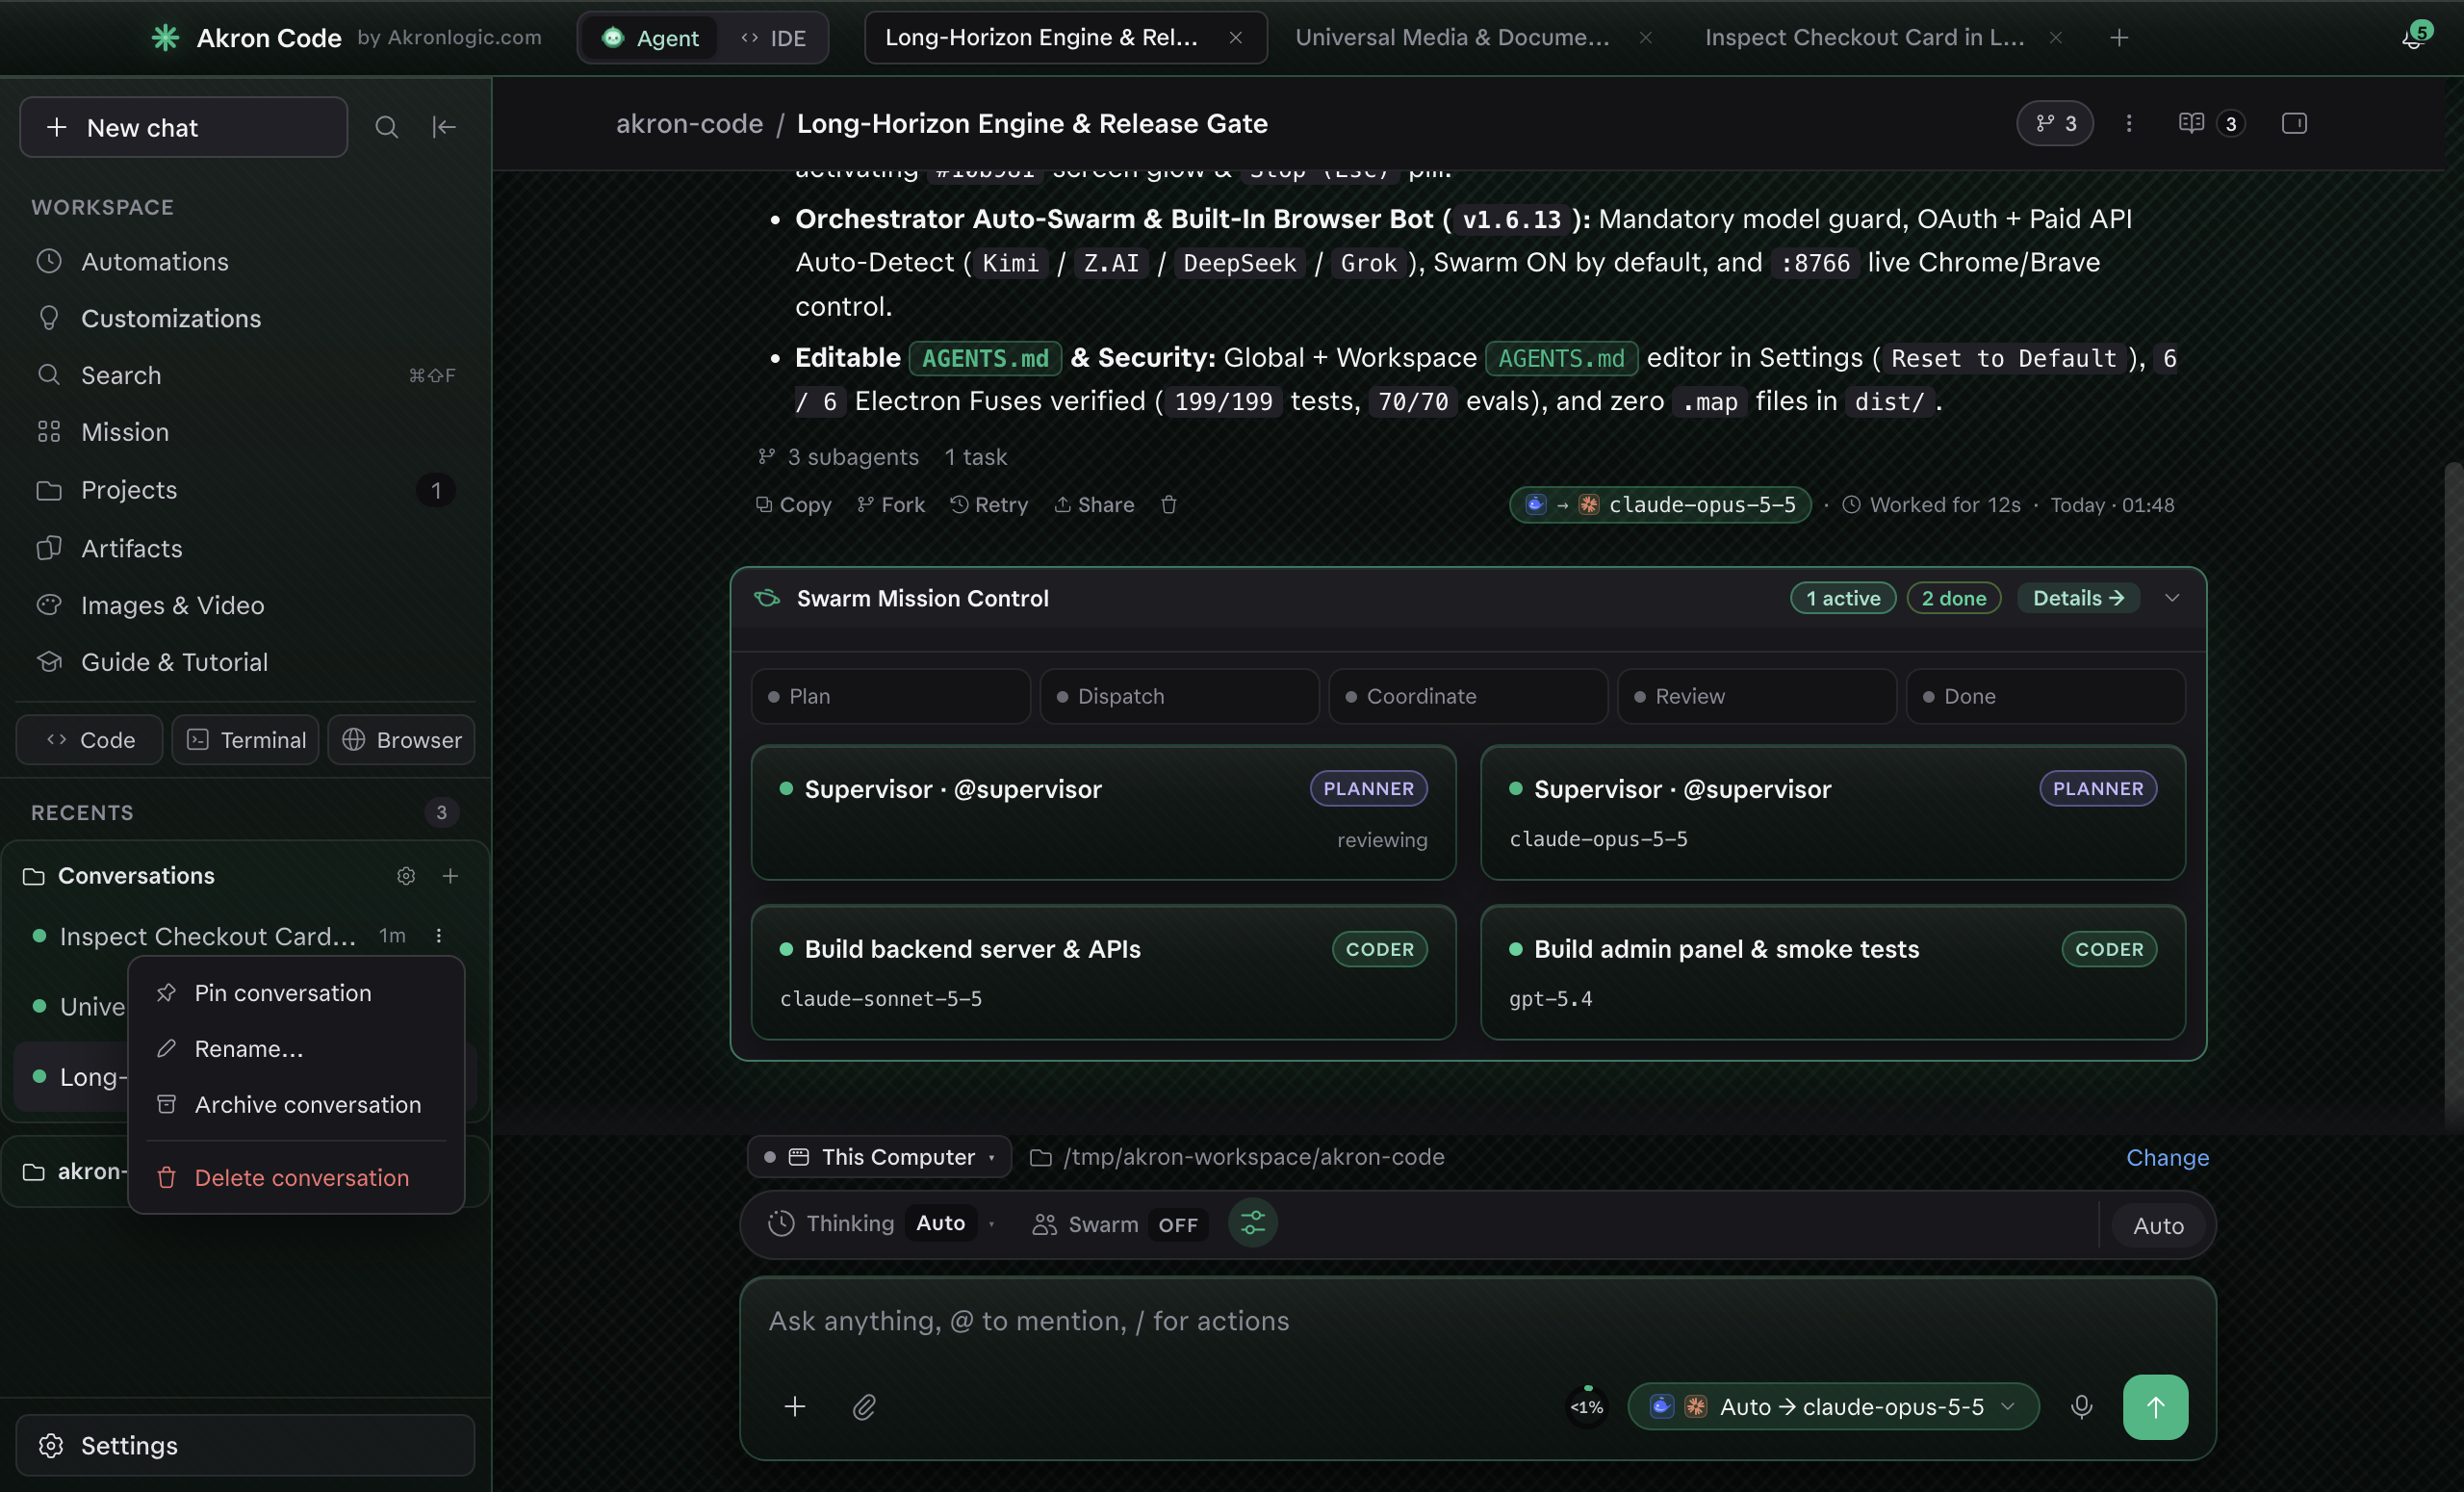 Akron Code by Akronlogic.com
Agent
IDE
Long-Horizon Engine & Rel...
Universal Media & Docume...
Inspect Checkout Card in L...
5
New chat
WORKSPACE
Automations
Customizations
Search ⌘⇧F
Mission
Projects 1
Artifacts
Images & Video
Guide & Tutorial
Code
Terminal
Browser
RECENTS 3
Conversations
Inspect Checkout Card... 1m
Unive
Long-
akron-
Pin conversation
Rename...
Archive conversation
Delete conversation
Settings
akron-code / Long-Horizon Engine & Release Gate
3
3
activating #10b981 screen glow & Stop (Esc) pill.
• Orchestrator Auto-Swarm & Built-In Browser Bot ( v1.6.13 ): Mandatory model guard, OAuth + Paid API
Auto-Detect ( Kimi / Z.AI / DeepSeek / Grok ), Swarm ON by default, and :8766 live Chrome/Brave
control.
• Editable AGENTS.md & Security: Global + Workspace AGENTS.md editor in Settings ( Reset to Default ), 6
/ 6 Electron Fuses verified ( 199/199 tests, 70/70 evals), and zero .map files in dist/ .
3 subagents 1 task
Copy Fork Retry Share
→ claude-opus-5-5 · Worked for 12s · Today · 01:48
Swarm Mission Control
1 active 2 done Details →
Plan
Dispatch
Coordinate
Review
Done
Supervisor · @supervisor PLANNER
reviewing
Supervisor · @supervisor PLANNER
claude-opus-5-5
Build backend server & APIs CODER
claude-sonnet-5-5
Build admin panel & smoke tests CODER
gpt-5.4
This Computer /tmp/akron-workspace/akron-code Change
Thinking Auto Swarm OFF Auto
Ask anything, @ to mention, / for actions
<1% Auto → claude-opus-5-5